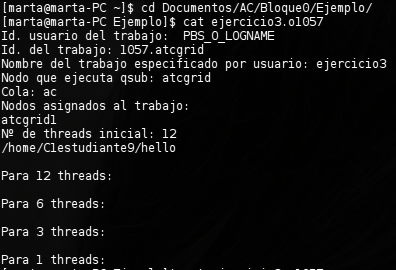 [marta@marta-PC ~]$ cd Documentos/AC/Bloque0/Ejemplo/
[marta@marta-PC Ejemplo]$ cat ejercicio3.o1057
Id. usuario del trabajo:  PBS_O_LOGNAME
Id. del trabajo: 1057.atcgrid
Nombre del trabajo especificado por usuario: ejercicio3
Nodo que ejecuta qsub: atcgrid
Cola: ac
Nodos asignados al trabajo:
atcgrid1
Nº de threads inicial: 12
/home/C1estudiante9/hello
Para 12 threads:
Para 6 threads:
Para 3 threads:
Para 1 threads: